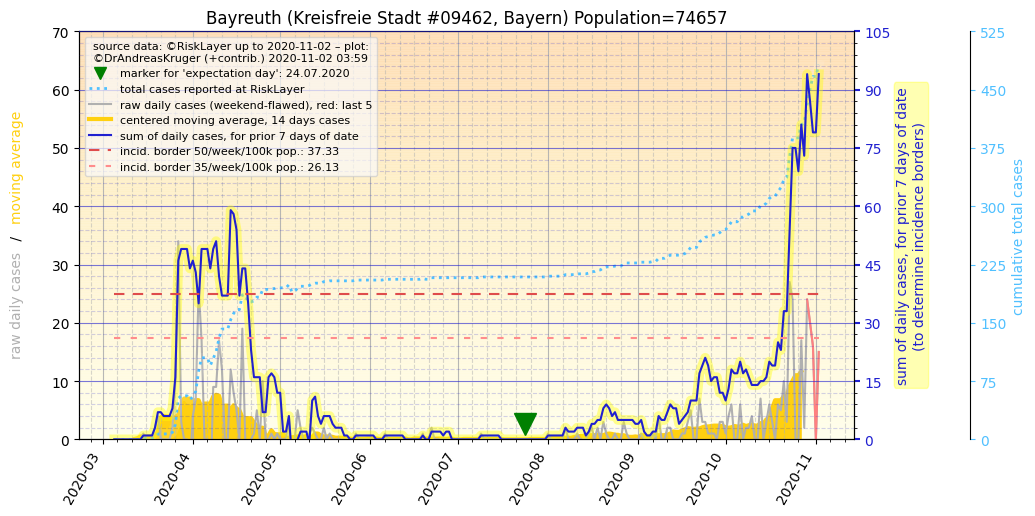 Bayreuth (Kreisfreie Stadt #09462, Bayern) Population=74657
source data: ©RiskLayer up to 2020-11-02 – plot:
©DrAndreasKruger (+contrib.) 2020-11-02 03:59
marker for 'expectation day': 24.07.2020
total cases reported at RiskLayer
raw daily cases (weekend-flawed), red: last 5
centered moving average, 14 days cases
sum of daily cases, for prior 7 days of date
incid. border 50/week/100k pop.: 37.33
incid. border 35/week/100k pop.: 26.13
raw daily cases / moving average
70
60
50
40
30
20
10
0
105
90
75
60
45
30
15
0
sum of daily cases, for prior 7 days of date
(to determine incidence borders)
525
450
375
300
225
150
75
0
cumulative total cases
2020-03
2020-04
2020-05
2020-06
2020-07
2020-08
2020-09
2020-10
2020-11